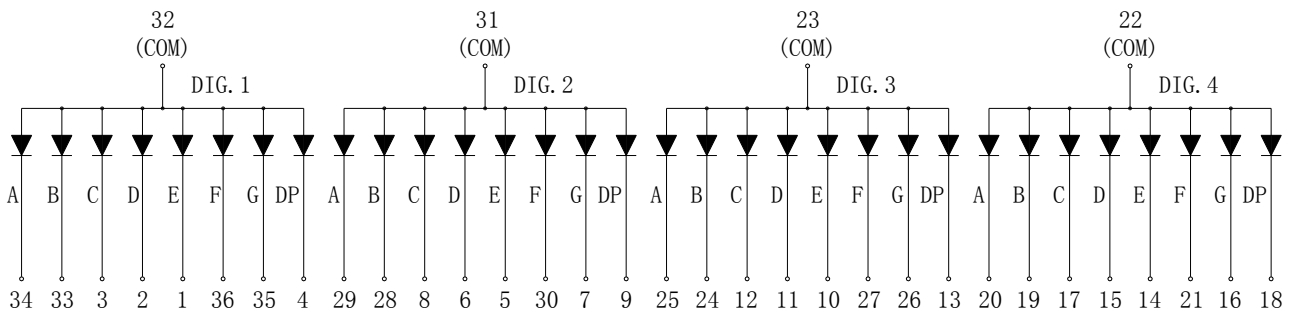 32 31 23 22
(COM) (COM) (COM) (COM)
DIG.1 DIG.2 DIG.3 DIG.4
A B C D E F G DP A B C D E F G DP A B C D E F G DP A B C D E F G DP
34 33 3 2 1 36 35 4 29 28 8 6 5 30 7 9 25 24 12 11 10 27 26 13 20 19 17 15 14 21 16 18